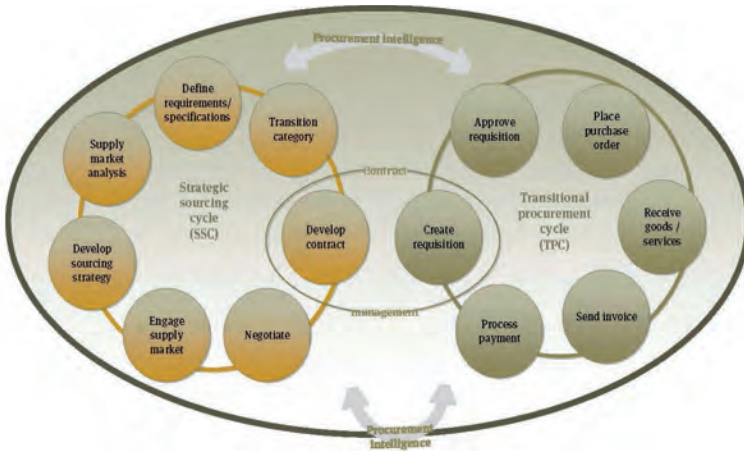 Procurement intelligence
Define
requirements/
specifications
Transition
category
Supply
market
analysis
Strategic
sourcing
cycle
(SSC)
Develop
sourcing
strategy
Develop
contract
Engage
supply
market
Negotiate
Contract
management
Approve
requisition
Place
purchase
order
Transitional
procurement
cycle
(TPC)
Create
requisition
Receive
goods /
services
Process
payment
Send invoice
Procurement
intelligence